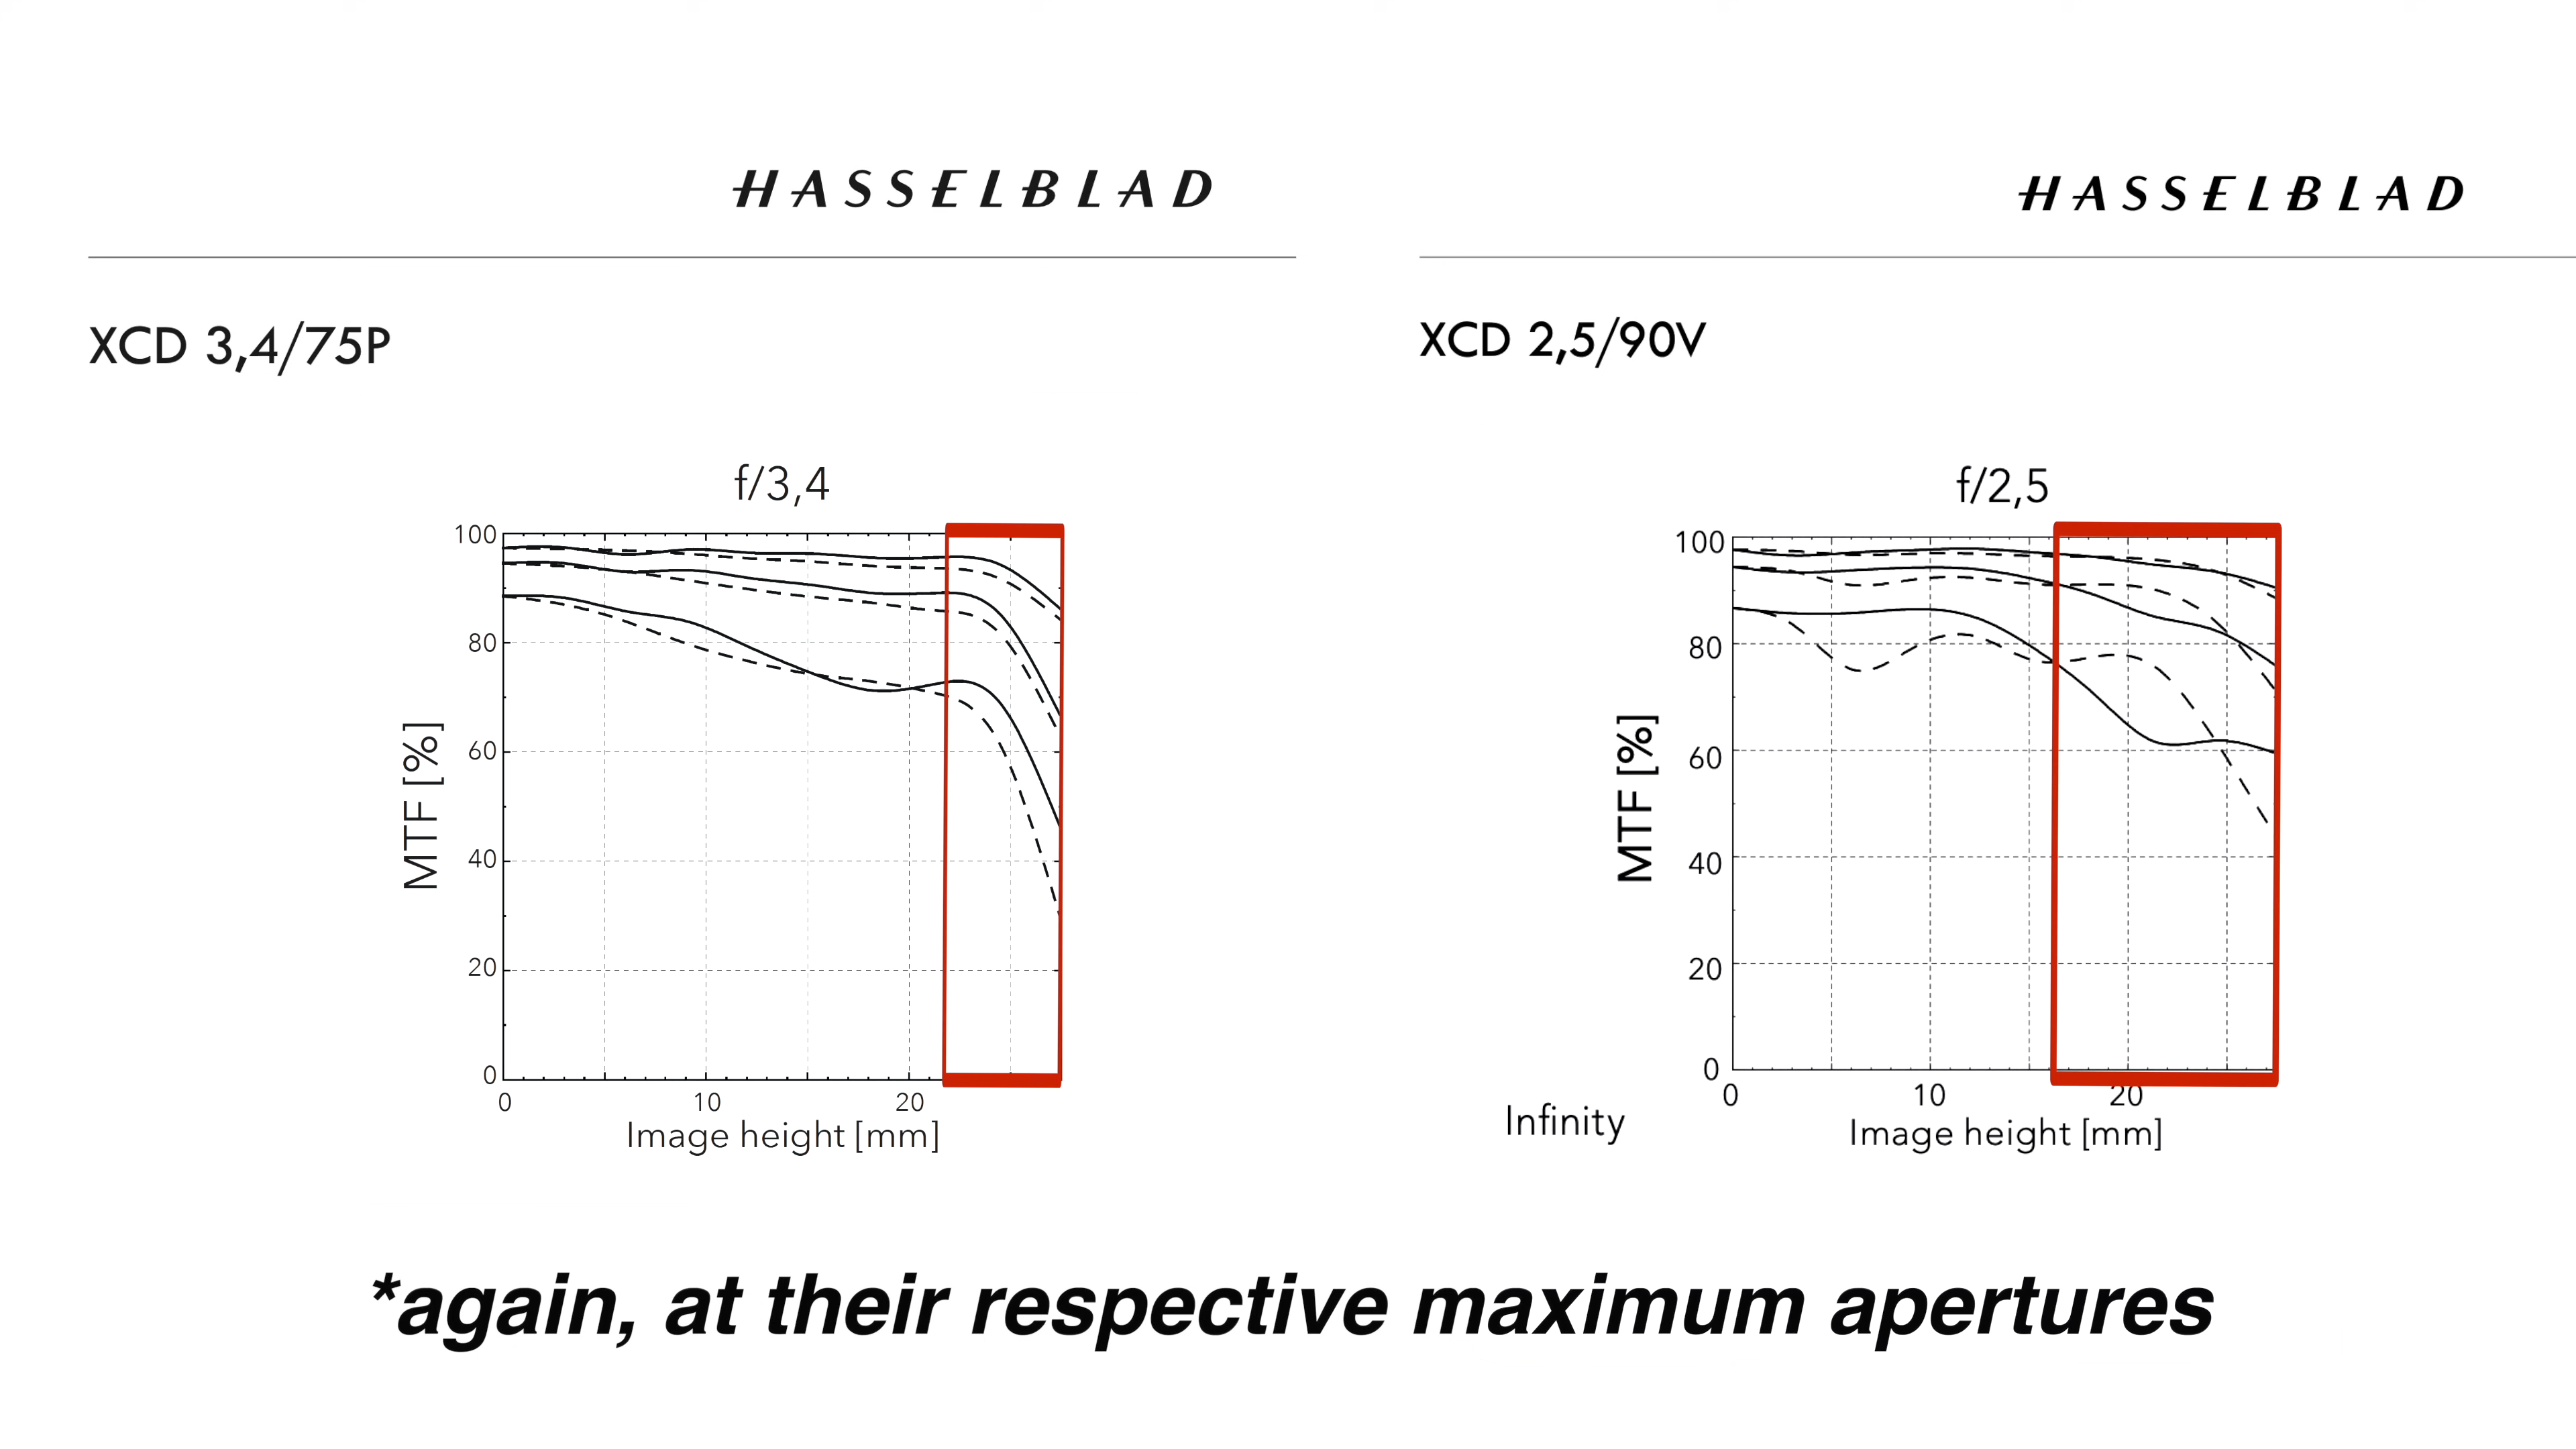 HASSELBLAD
XCD 3,4/75P
f/3,4
100
80
60
40
20
0
MTF [%]
0 10 20
Image height [mm]
HASSELBLAD
XCD 2,5/90V
f/2,5
100
80
60
40
20
0
MTF [%]
0 10 20
Infinity
Image height [mm]
*again, at their respective maximum apertures